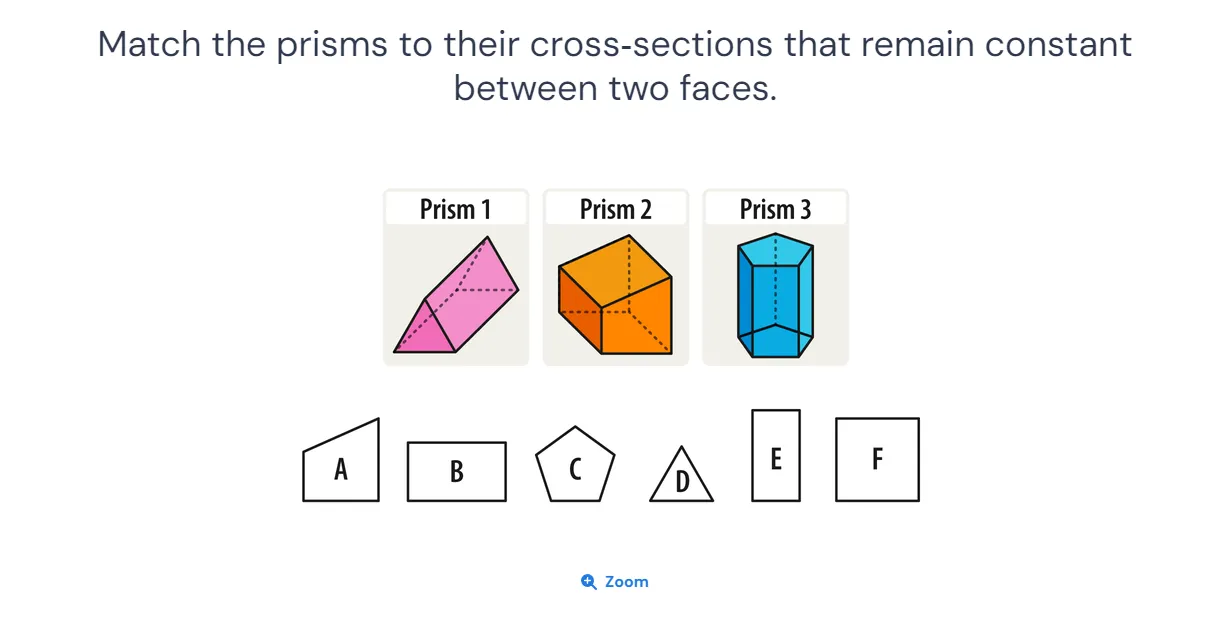 Match the prisms to their cross-sections that remain constant
between two faces.
Prism 1
Prism 2
Prism 3
A
B
C
D
E
F
Zoom